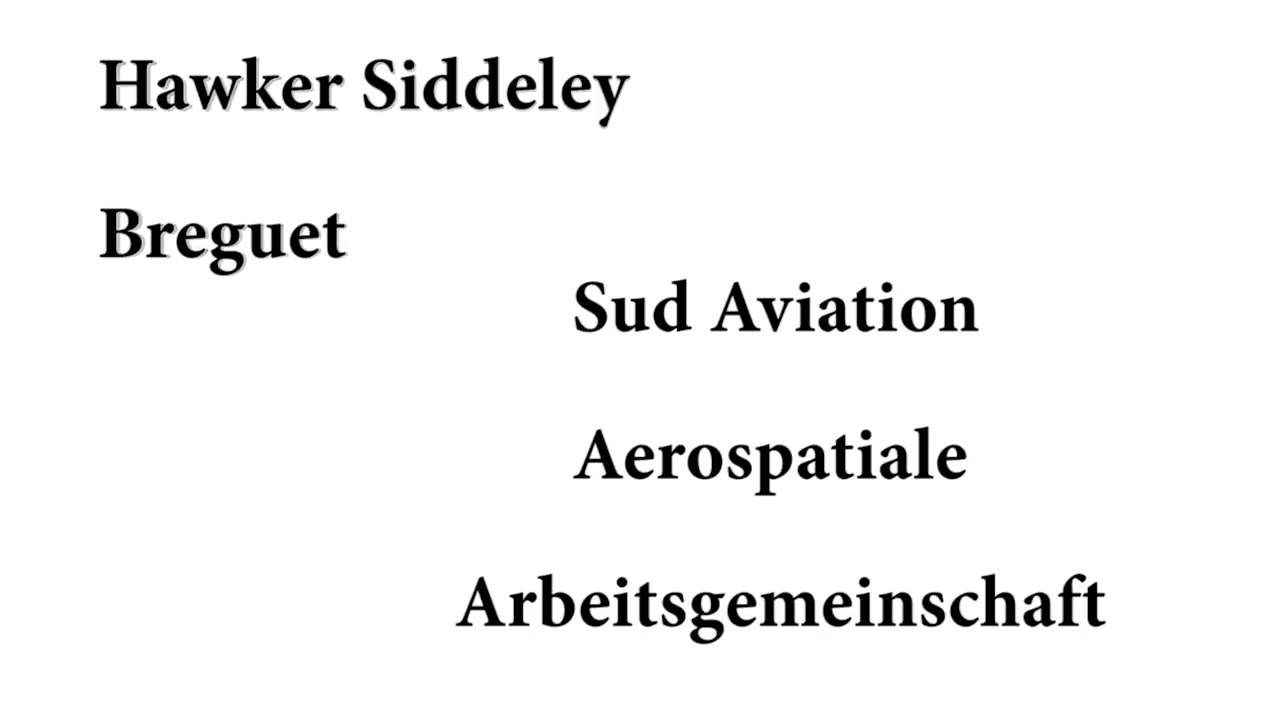 Hawker Siddeley
Breguet
Sud Aviation
Aerospatiale
Arbeitsgemeinschaft